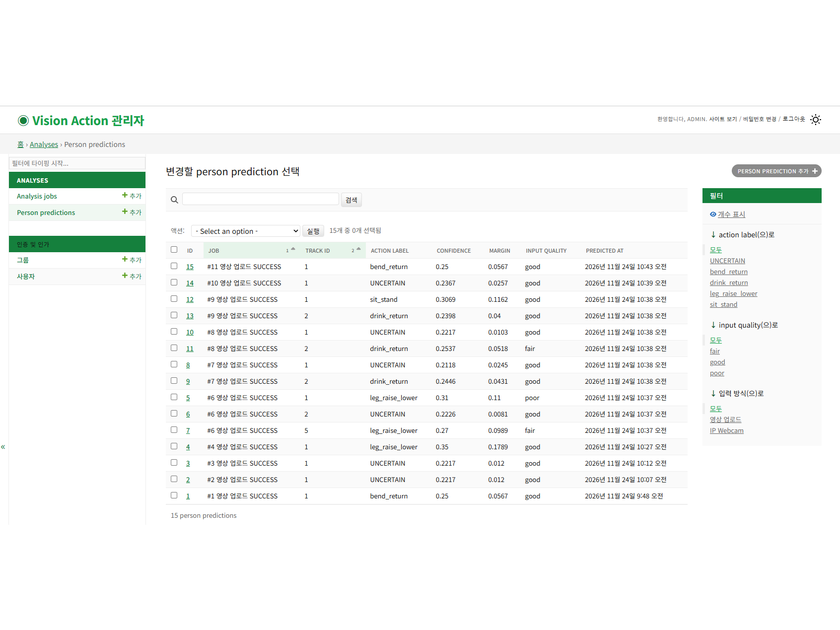 Vision Action 관리자
환영합니다, ADMIN. 사이트 보기 / 비밀번호 변경 / 로그아웃
홈 › Analyses › Person predictions
필터에 타이핑 시작...
ANALYSES
Analysis jobs + 추가
Person predictions + 추가
인증 및 인가
그룹 + 추가
사용자 + 추가
«
변경할 person prediction 선택
PERSON PREDICTION 추가 +
검색
액션: - Select an option - 실행 15개 중 0개 선택됨
ID JOB 1 TRACK ID 2 ACTION LABEL CONFIDENCE MARGIN INPUT QUALITY PREDICTED AT
15 #11 영상 업로드 SUCCESS 1 bend_return 0.25 0.0567 good 2026년 11월 24일 10:43 오전
14 #10 영상 업로드 SUCCESS 1 UNCERTAIN 0.2367 0.0257 good 2026년 11월 24일 10:39 오전
12 #9 영상 업로드 SUCCESS 1 sit_stand 0.3069 0.1162 good 2026년 11월 24일 10:38 오전
13 #9 영상 업로드 SUCCESS 2 drink_return 0.2398 0.04 good 2026년 11월 24일 10:38 오전
10 #8 영상 업로드 SUCCESS 1 UNCERTAIN 0.2217 0.0103 good 2026년 11월 24일 10:38 오전
11 #8 영상 업로드 SUCCESS 2 drink_return 0.2537 0.0518 fair 2026년 11월 24일 10:38 오전
8 #7 영상 업로드 SUCCESS 1 UNCERTAIN 0.2118 0.0245 good 2026년 11월 24일 10:38 오전
9 #7 영상 업로드 SUCCESS 2 drink_return 0.2446 0.0431 good 2026년 11월 24일 10:38 오전
5 #6 영상 업로드 SUCCESS 1 leg_raise_lower 0.31 0.11 poor 2026년 11월 24일 10:37 오전
6 #6 영상 업로드 SUCCESS 2 UNCERTAIN 0.2226 0.0081 good 2026년 11월 24일 10:37 오전
7 #6 영상 업로드 SUCCESS 5 leg_raise_lower 0.27 0.0989 fair 2026년 11월 24일 10:37 오전
4 #4 영상 업로드 SUCCESS 1 leg_raise_lower 0.35 0.1789 good 2026년 11월 24일 10:27 오전
3 #3 영상 업로드 SUCCESS 1 UNCERTAIN 0.2217 0.012 good 2026년 11월 24일 10:12 오전
2 #2 영상 업로드 SUCCESS 1 UNCERTAIN 0.2217 0.012 good 2026년 11월 24일 10:07 오전
1 #1 영상 업로드 SUCCESS 1 bend_return 0.25 0.0567 good 2026년 11월 24일 9:48 오전
15 person predictions
필터
개수 표시
↓ action label(으)로
모두
UNCERTAIN
bend_return
drink_return
leg_raise_lower
sit_stand
↓ input quality(으)로
모두
fair
good
poor
↓ 입력 방식(으)로
모두
영상 업로드
IP Webcam